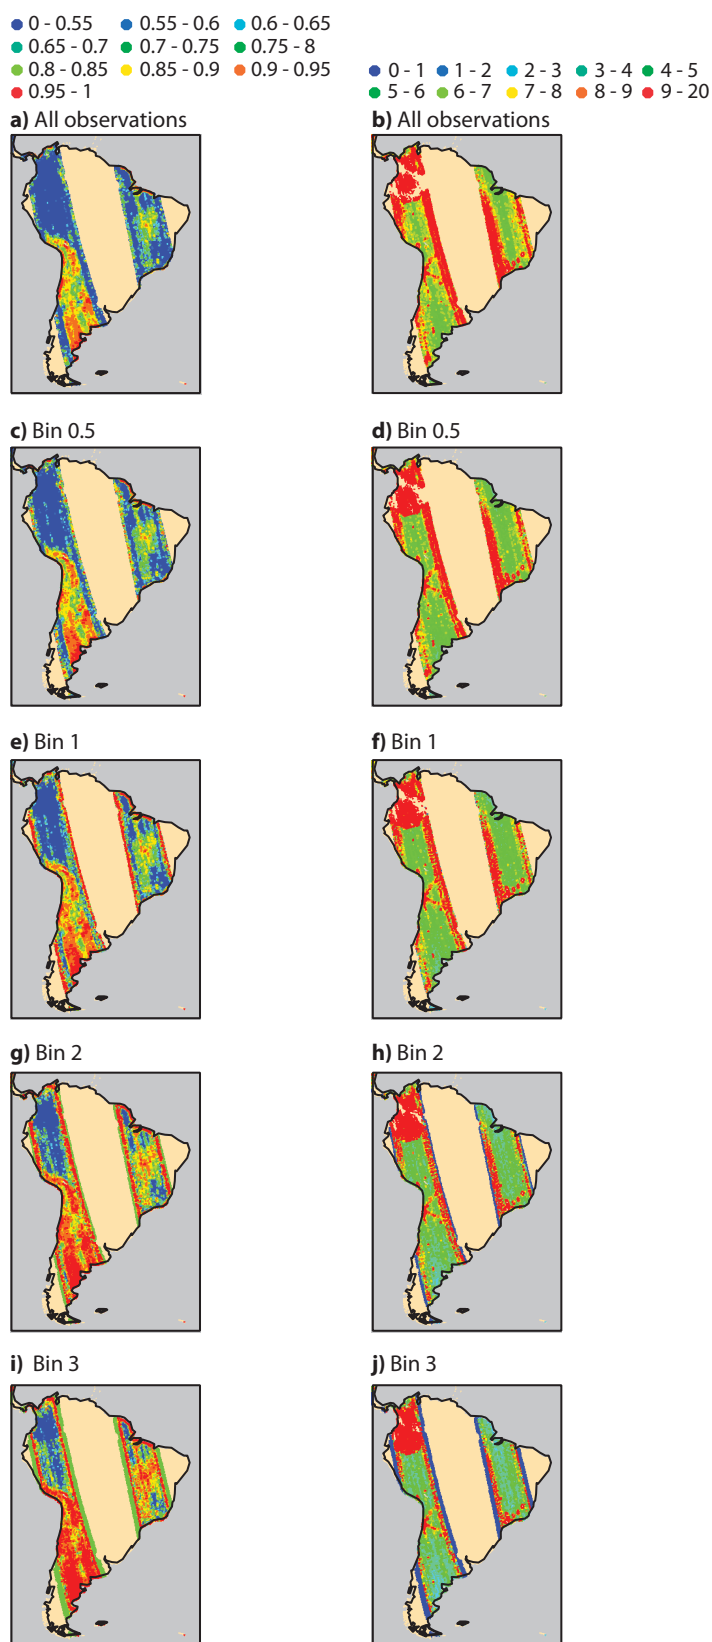 0 - 0.55 0.55 - 0.6 0.6 - 0.65
0.65 - 0.7 0.7 - 0.75 0.75 - 8
0.8 - 0.85 0.85 - 0.9 0.9 - 0.95
0.95 - 1
0 - 1 1 - 2 2 - 3 3 - 4 4 - 5
5 - 6 6 - 7 7 - 8 8 - 9 9 - 20
a) All observations
b) All observations
c) Bin 0.5
d) Bin 0.5
e) Bin 1
f) Bin 1
g) Bin 2
h) Bin 2
i) Bin 3
j) Bin 3